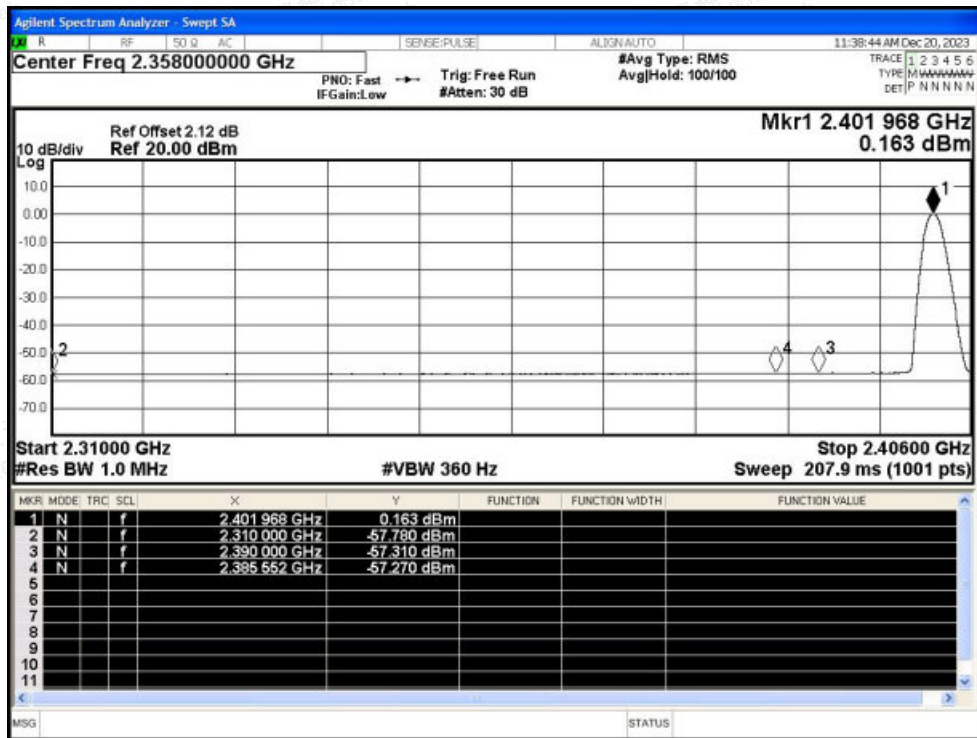 Agilent Spectrum Analyzer - Swept SA
R RF 50 Ω AC SENSE:PULSE ALIGNAUTO 11:38:44 AM Dec 20, 2023
Center Freq 2.358000000 GHz #Avg Type: RMS TRACE 1 2 3 4 5 6
PNO: Fast Trig: Free Run Avg|Hold: 100/100 TYPE M
IFGain:Low #Atten: 30 dB DET P N N N N N
Mkr1 2.401 968 GHz
Ref Offset 2.12 dB
10 dB/div Ref 20.00 dBm 0.163 dBm
Log
10.0
1
0.00
-10.0
-20.0
-30.0
-40.0
-50.0 2 4 3
-60.0
-70.0
Start 2.31000 GHz Stop 2.40600 GHz
#Res BW 1.0 MHz #VBW 360 Hz Sweep 207.9 ms (1001 pts)
MKR MODE TRC SCL X Y FUNCTION FUNCTION WIDTH FUNCTION VALUE
1 N f 2.401 968 GHz 0.163 dBm
2 N f 2.310 000 GHz -57.780 dBm
3 N f 2.390 000 GHz -57.310 dBm
4 N f 2.385 552 GHz -57.270 dBm
5
6
7
8
9
10
11
MSG STATUS